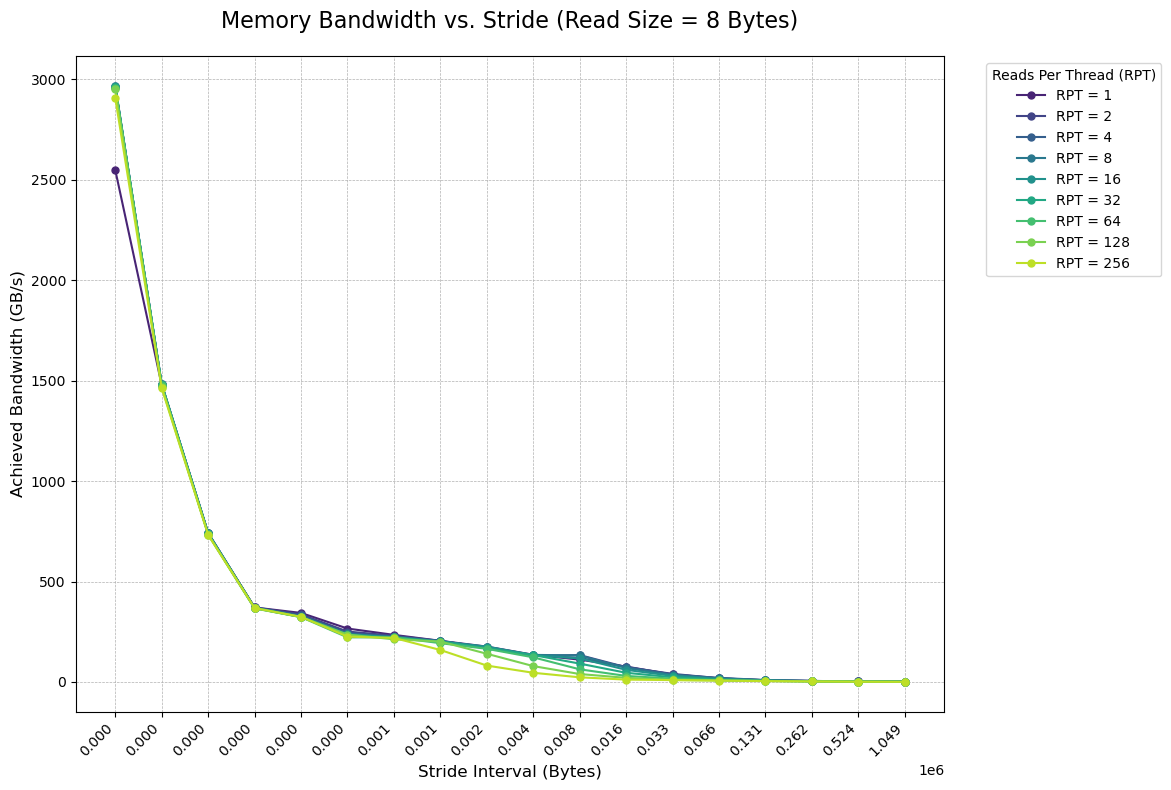 Memory Bandwidth vs. Stride (Read Size = 8 Bytes)
Achieved Bandwidth (GB/s)
3000
2500
2000
1500
1000
500
0
0.000
0.000
0.000
0.000
0.000
0.000
0.001
0.001
0.002
0.004
0.008
0.016
0.033
0.066
0.131
0.262
0.524
1.049
1e6
Stride Interval (Bytes)
Reads Per Thread (RPT)
RPT = 1
RPT = 2
RPT = 4
RPT = 8
RPT = 16
RPT = 32
RPT = 64
RPT = 128
RPT = 256